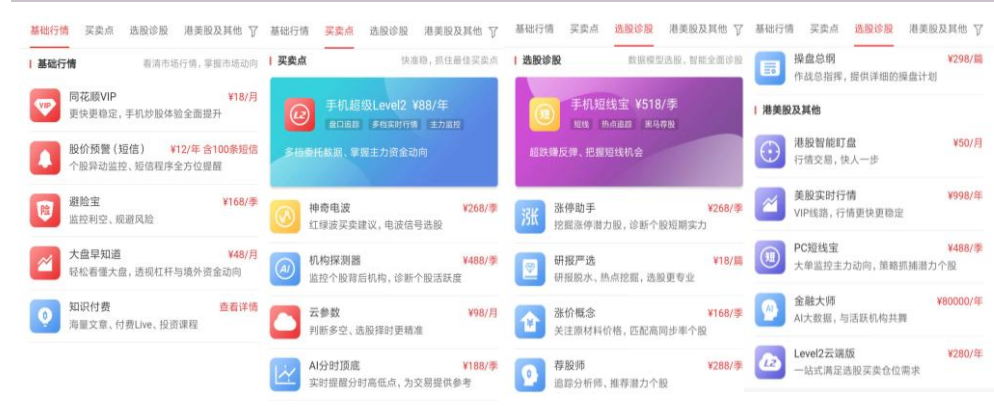 基础行情 买卖点 选股诊股 港美股及其他
基础行情 看清市场行情,掌握市场动向
同花顺VIP ¥18/月
更快更稳定,手机炒股体验全面提升
股价预警(短信) ¥12/年 含100条短信
个股异动监控、短信程序全方位提醒
避险宝 ¥168/季
监控利空、规避风险
大盘早知道 ¥48/月
轻松看懂大盘,透视杠杆与境外资金动向
知识付费 查看详情
海量文章、付费Live、投资课程
基础行情 买卖点 选股诊股 港美股及其他
买卖点 快准稳,抓住最佳买卖点
手机超级Level2 ¥88/年
盘口追踪 多档实时行情 主力监控
多档委托数据、掌握主力资金动向
神奇电波 ¥268/季
红绿波买卖建议,电波信号选股
机构探测器 ¥488/季
监控个股背后机构,诊断个股活跃度
云参数 ¥98/月
判断多空、选股择时更精准
AI分时顶底 ¥188/季
实时提醒分时高低点,为交易提供参考
基础行情 买卖点 选股诊股 港美股及其他
选股诊股 数据模型选股,智能全面诊股
手机短线宝 ¥518/季
短线 热点追踪 黑马荐股
超跌赚反弹、把握短线机会
涨停助手 ¥268/季
挖掘涨停潜力股,诊断个股短期实力
研报严选 ¥18/篇
研报脱水、热点挖掘,选股更专业
涨价概念 ¥168/季
关注原材料价格,匹配高同步率个股
荐股师 ¥288/季
追踪分析师,推荐潜力个股
基础行情 买卖点 选股诊股 港美股及其他
操盘总纲 ¥298/篇
作战总指挥,提供详细的操盘计划
港美股及其他
港股智能盯盘 ¥50/月
行情交易,快人一步
美股实时行情 ¥998/年
VIP线路,行情更快更稳定
PC短线宝 ¥488/季
大单监控主力动向,策略抓捕潜力个股
金融大师 ¥80000/年
AI大数据,与活跃机构共舞
Level2云端版 ¥280/年
一站式满足选股买卖仓位需求